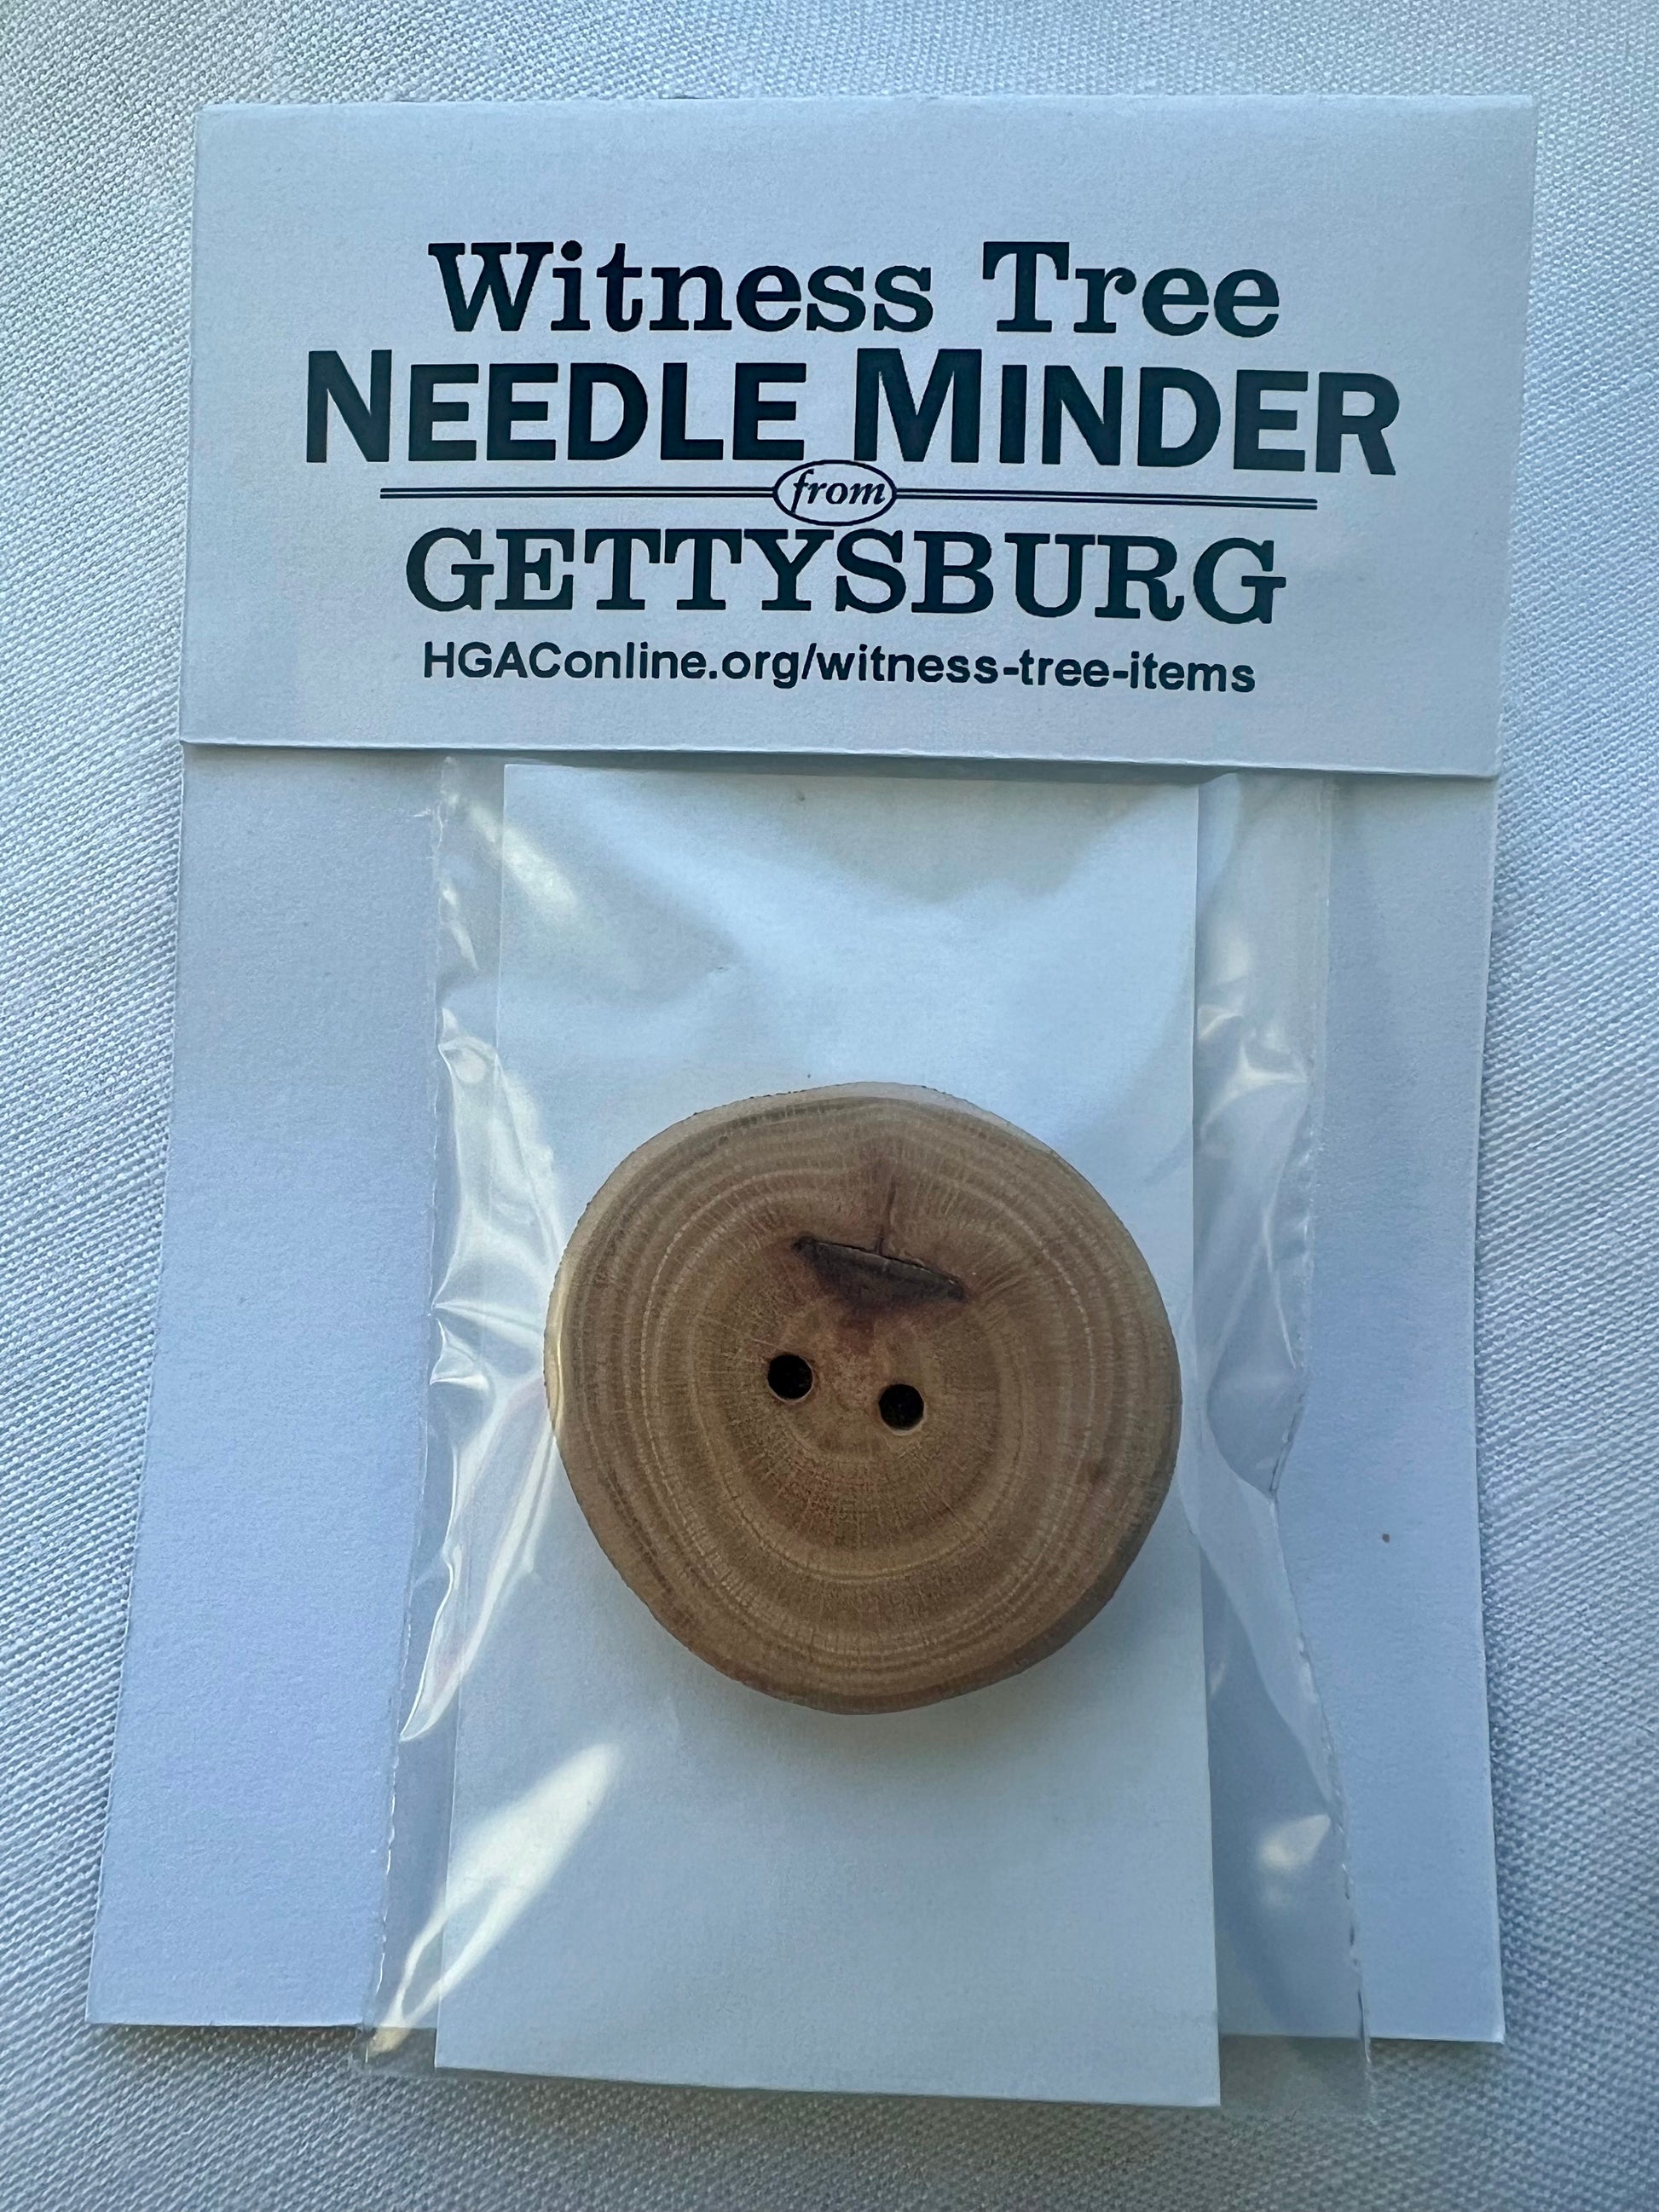 Witness Tree
NEEDLE MINDER
from
GETTYSBURG
HGAConline.org/witness-tree-items